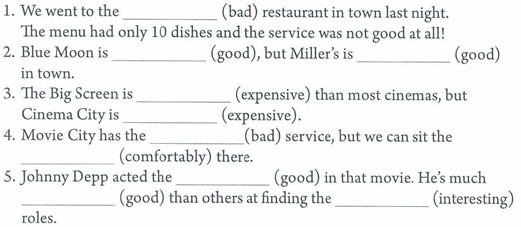 1. We went to the ____________ (bad) restaurant in town last night.
The menu had only 10 dishes and the service was not good at all!
2. Blue Moon is ____________ (good), but Miller's is ____________ (good)
in town.
3. The Big Screen is ____________ (expensive) than most cinemas, but
Cinema City is ____________ (expensive).
4. Movie City has the ____________(bad) service, but we can sit the
____________ (comfortably) there.
5. Johnny Depp acted the ____________ (good) in that movie. He's much
____________ (good) than others at finding the ____________ (interesting)
roles.